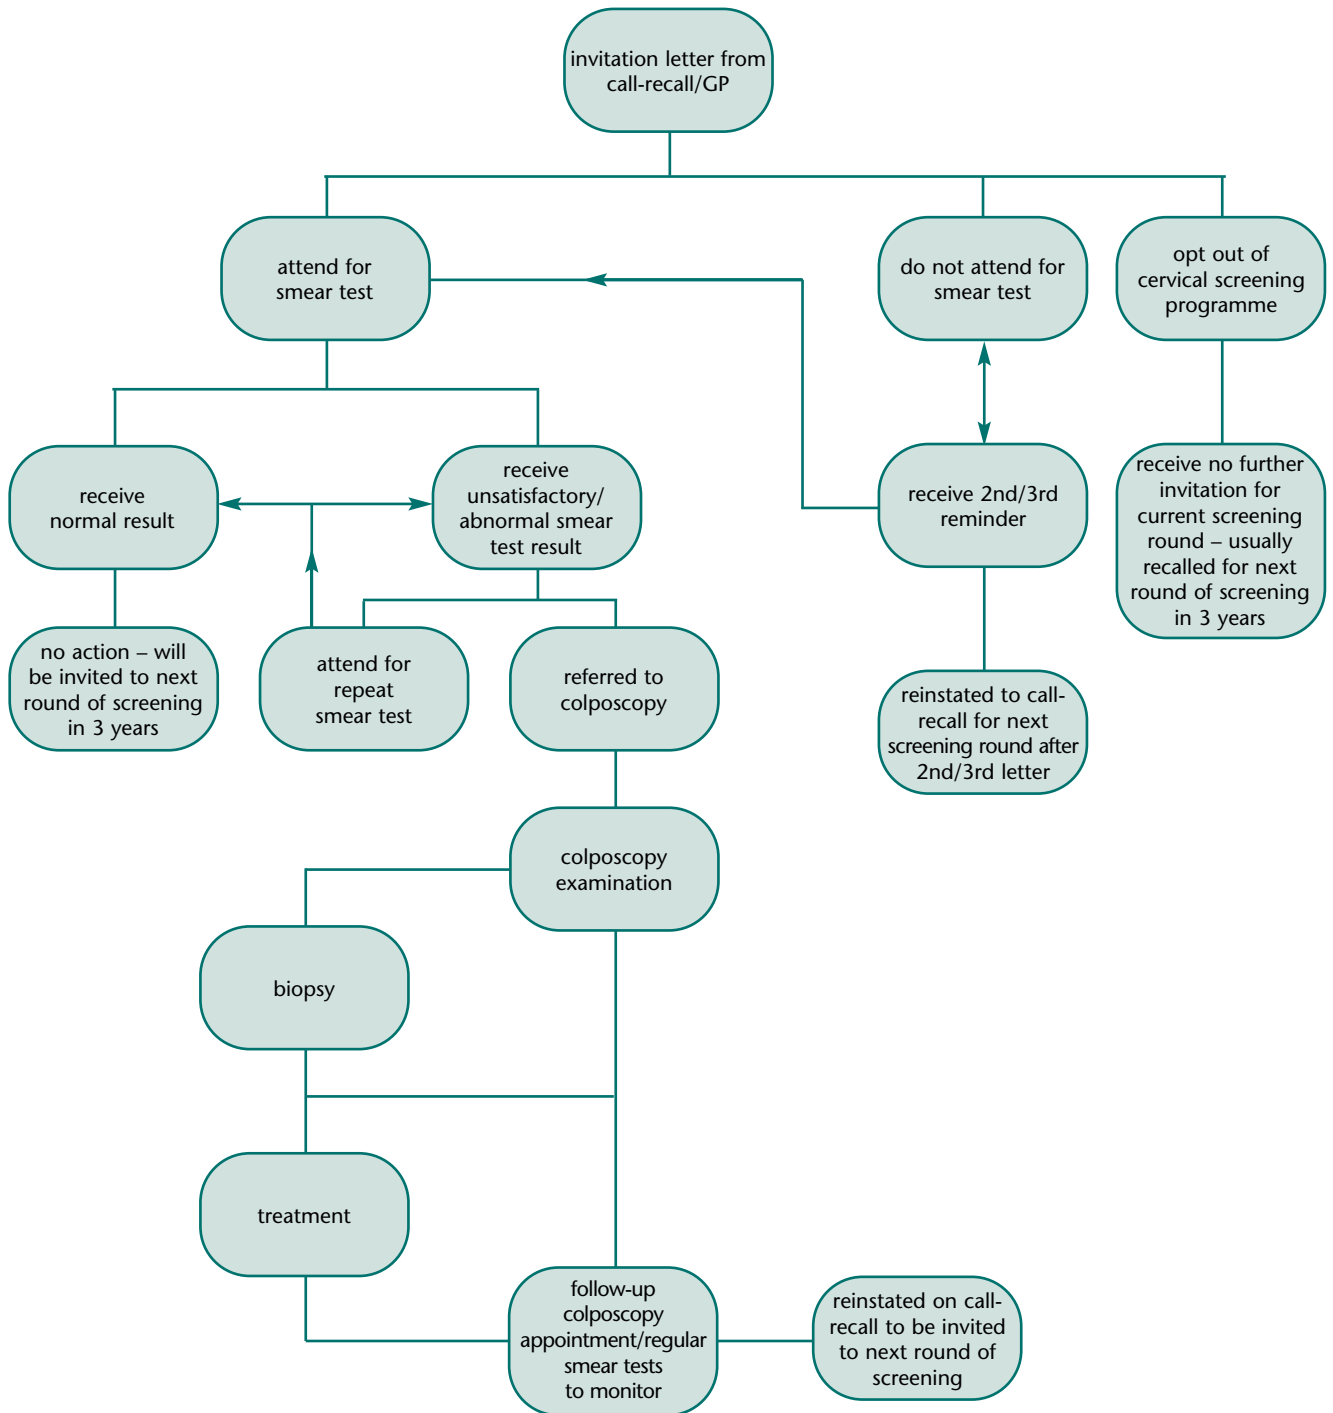 invitation letter from
call-recall/GP
attend for
smear test
do not attend for
smear test
opt out of
cervical screening
programme
receive
normal result
receive
unsatisfactory/
abnormal smear
test result
receive 2nd/3rd
reminder
receive no further
invitation for
current screening
round – usually
recalled for next
round of screening
in 3 years
no action – will
be invited to next
round of screening
in 3 years
attend for
repeat
smear test
referred to
colposcopy
reinstated to call-
recall for next
screening round after
2nd/3rd letter
colposcopy
examination
biopsy
treatment
follow-up
colposcopy
appointment/regular
smear tests
to monitor
reinstated on call-
recall to be invited
to next round of
screening